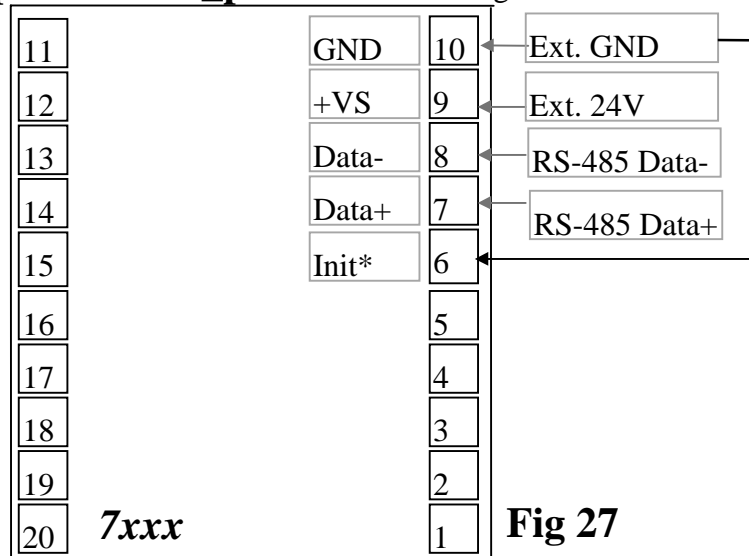 11 GND 10 Ext. GND
12 +VS 9 Ext. 24V
13 Data- 8 RS-485 Data-
14 Data+ 7 RS-485 Data+
15 Init* 6
16 5
17 4
18 3
19 2
20 7xxx 1 Fig 27